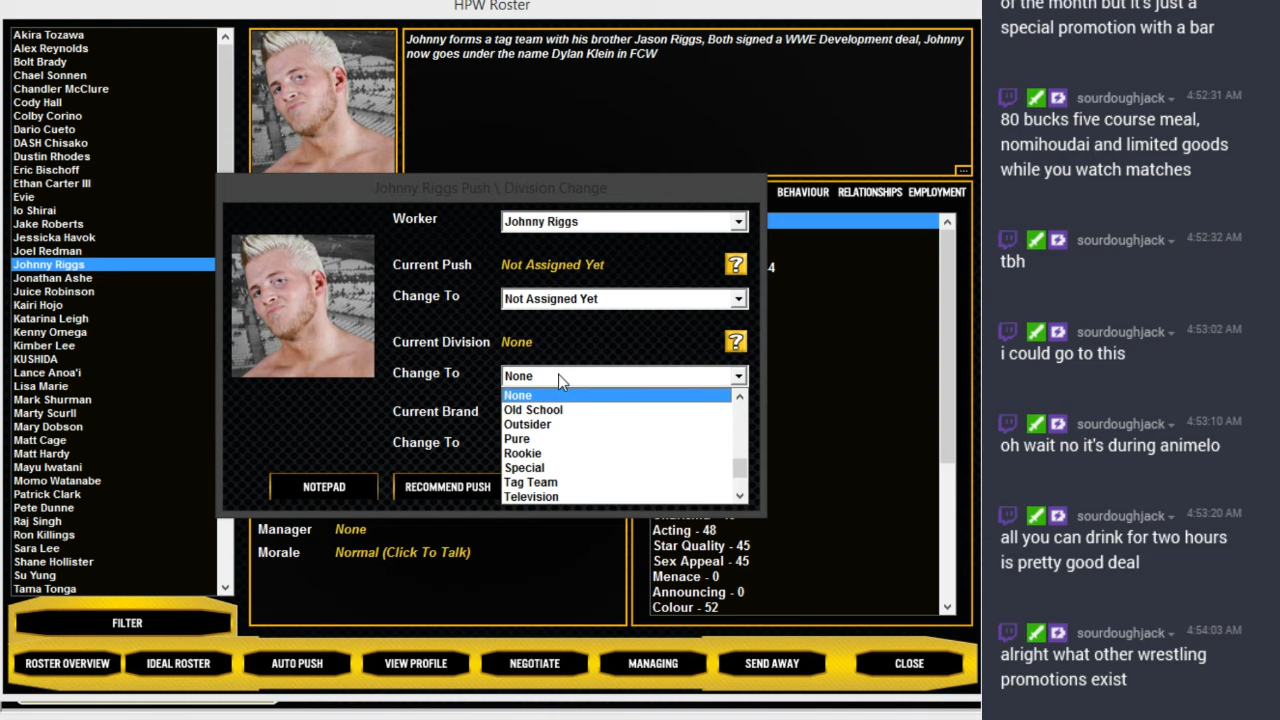 HPW Roster
Akira Tozawa
Alex Reynolds
Bolt Brady
Chael Sonnen
Chandler McClure
Cody Hall
Colby Corino
Dario Cueto
DASH Chisako
Dustin Rhodes
Eric Bischoff
Ethan Carter III
Evie
Io Shirai
Jake Roberts
Jessicka Havok
Joel Redman
Johnny Riggs
Jonathan Ashe
Juice Robinson
Kairi Hojo
Katarina Leigh
Kenny Omega
Kimber Lee
KUSHIDA
Lance Anoa'i
Lisa Marie
Mark Shurman
Marty Scurll
Mary Dobson
Matt Cage
Matt Hardy
Mayu Iwatani
Momo Watanabe
Patrick Clark
Pete Dunne
Raj Singh
Ron Killings
Sara Lee
Shane Hollister
Su Yung
Tama Tonga
FILTER
Johnny forms a tag team with his brother Jason Riggs, Both signed a WWE Development deal, Johnny
now goes under the name Dylan Klein in FCW
...
BEHAVIOUR RELATIONSHIPS EMPLOYMENT
Johnny Riggs Push \ Division Change
Worker
Johnny Riggs
Current Push
Not Assigned Yet
?
Change To
Not Assigned Yet
Current Division
None
?
Change To
None
None
Old School
Outsider
Pure
Rookie
Special
Tag Team
Television
Current Brand
Change To
NOTEPAD
RECOMMEND PUSH
4
Manager
None
Morale
Normal (Click To Talk)
Acting - 48
Star Quality - 45
Sex Appeal - 45
Menace - 0
Announcing - 0
Colour - 52
ROSTER OVERVIEW
IDEAL ROSTER
AUTO PUSH
VIEW PROFILE
NEGOTIATE
MANAGING
SEND AWAY
CLOSE
of the month but it's just a
special promotion with a bar
sourdoughjack 4:52:31 AM
80 bucks five course meal,
nomihoudai and limited goods
while you watch matches
sourdoughjack 4:52:32 AM
tbh
sourdoughjack 4:53:02 AM
i could go to this
sourdoughjack 4:53:10 AM
oh wait no it's during animelo
sourdoughjack 4:53:20 AM
all you can drink for two hours
is pretty good deal
sourdoughjack 4:54:03 AM
alright what other wrestling
promotions exist